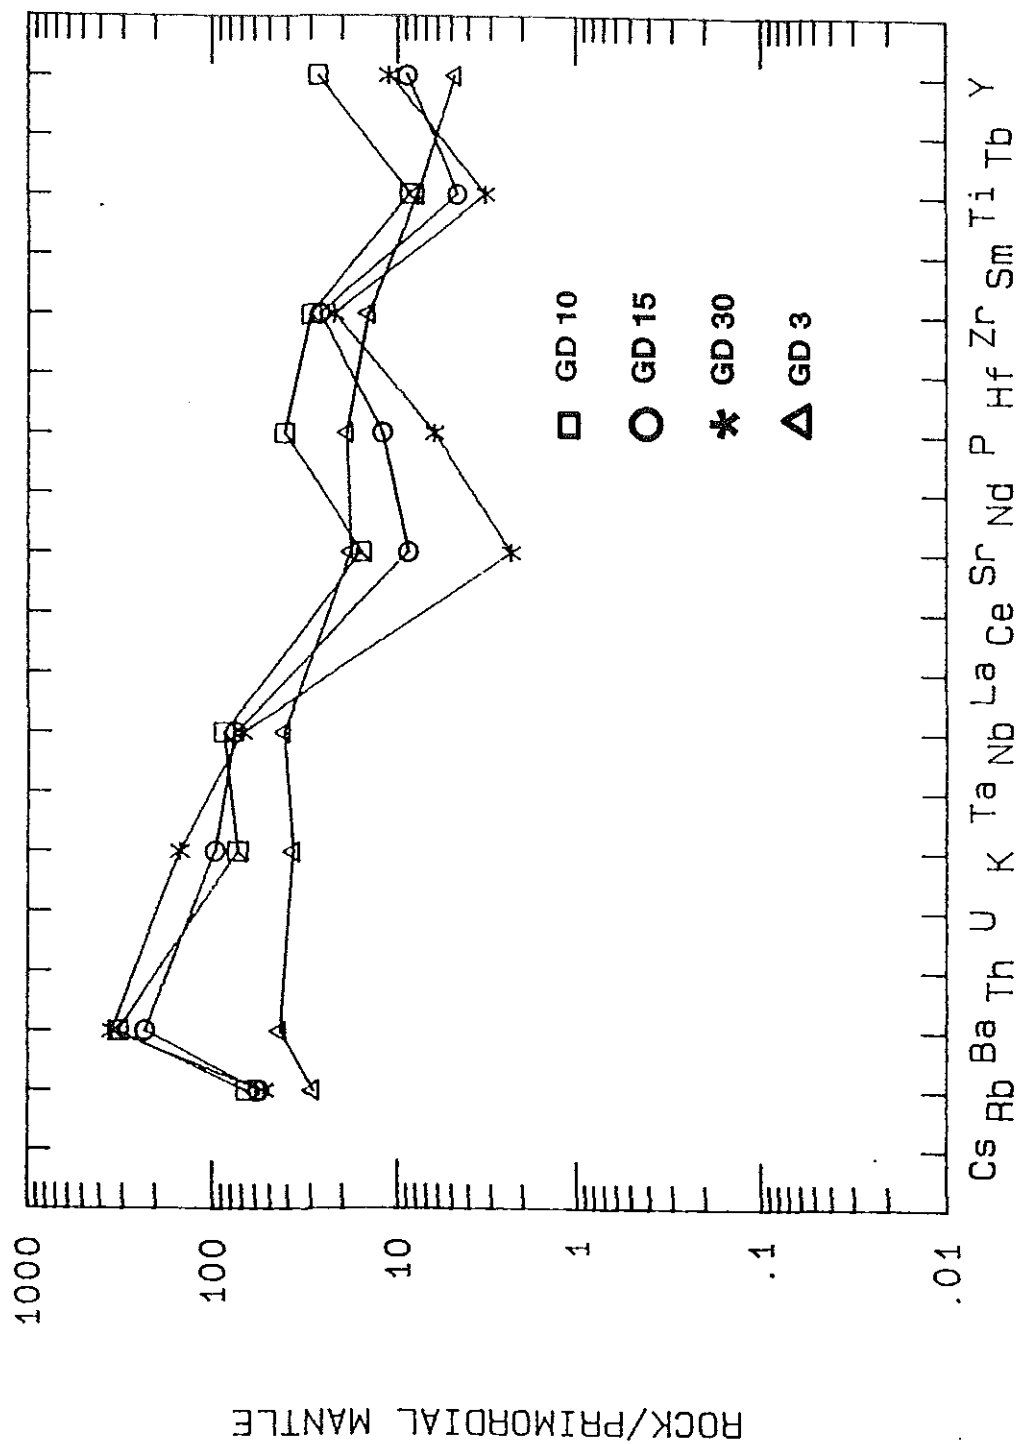 ROCK/PRIMORDIAL MANTLE
1000
100
10
1
.1
.01
GD 10
GD 15
GD 30
GD 3
Cs Rb Ba Th U K Ta Nb La Ce Sr Nd P Hf Zr Sm Ti Tb Y